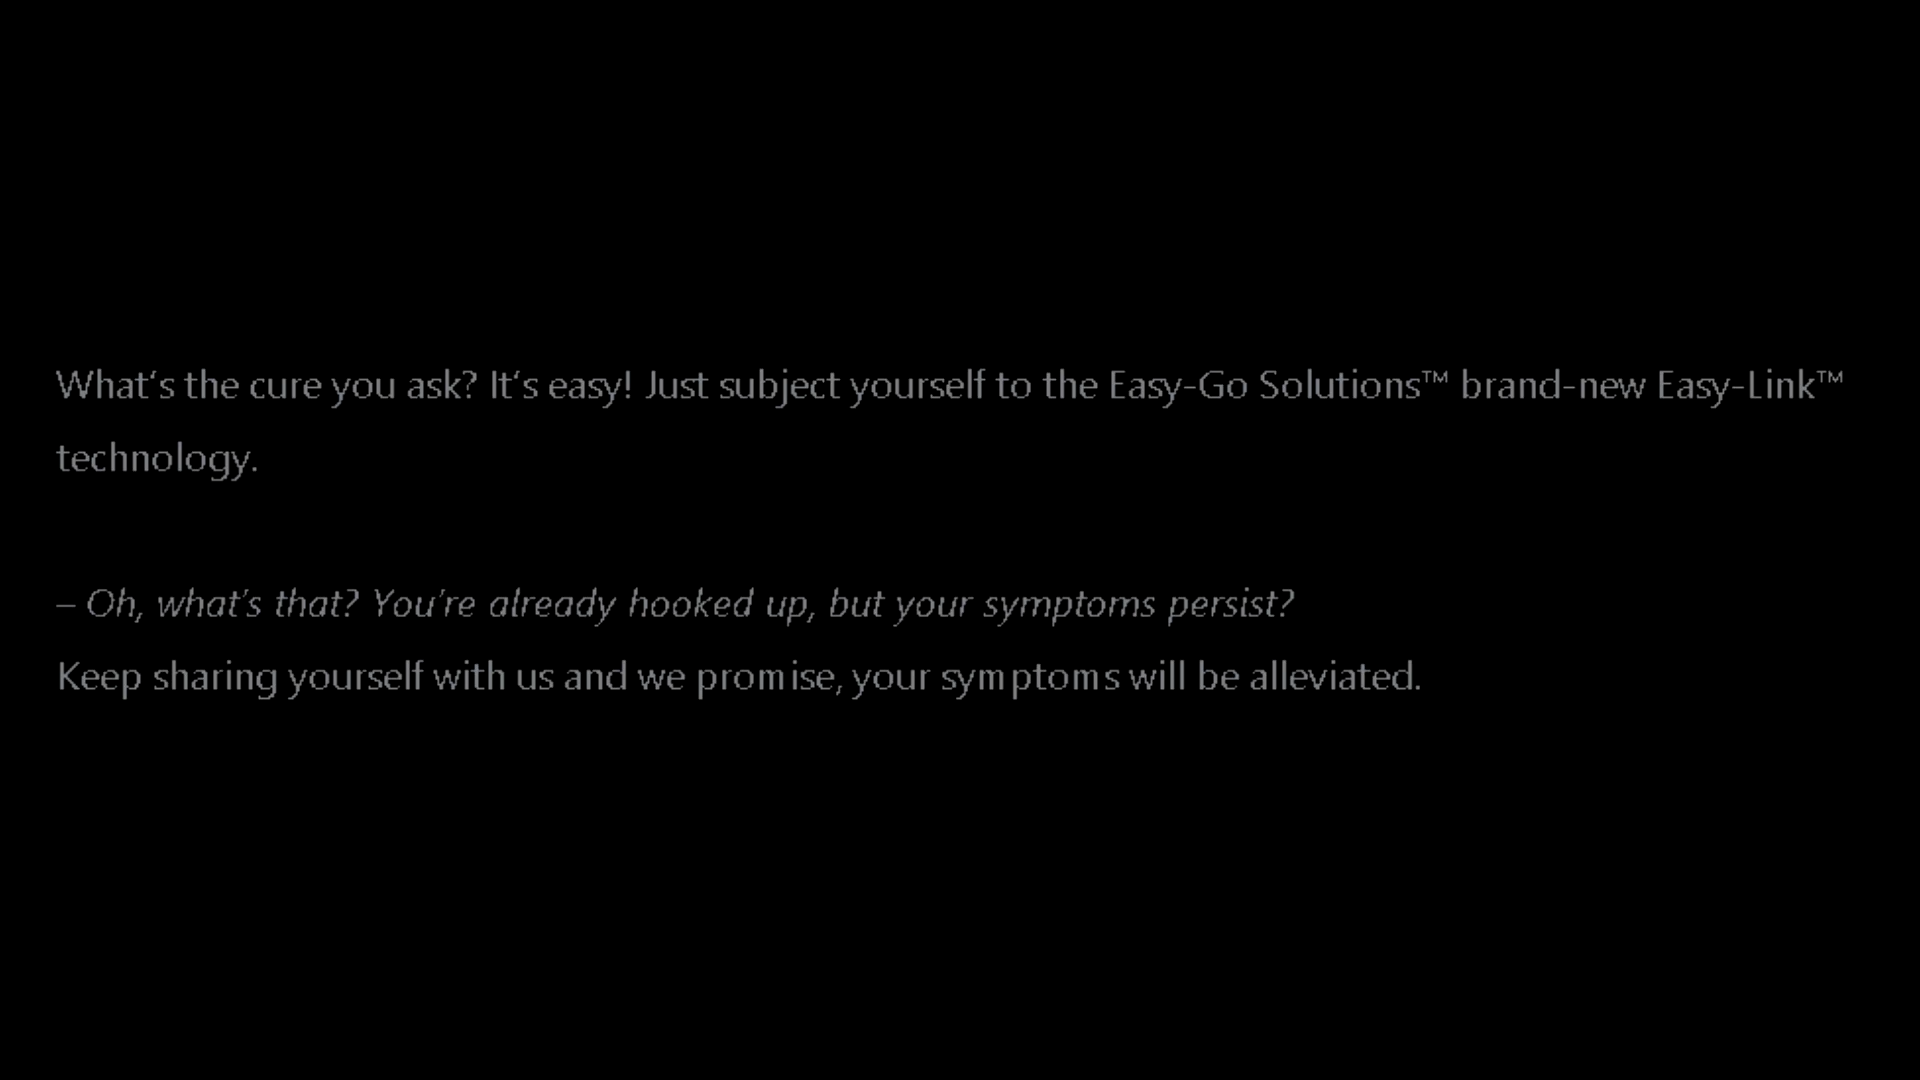 What‘s the cure you ask? It‘s easy! Just subject yourself to the Easy-Go Solutions™ brand-new Easy-Link™
technology.
– Oh, what’s that? You’re already hooked up, but your symptoms persist?
Keep sharing yourself with us and we promise, your symptoms will be alleviated.